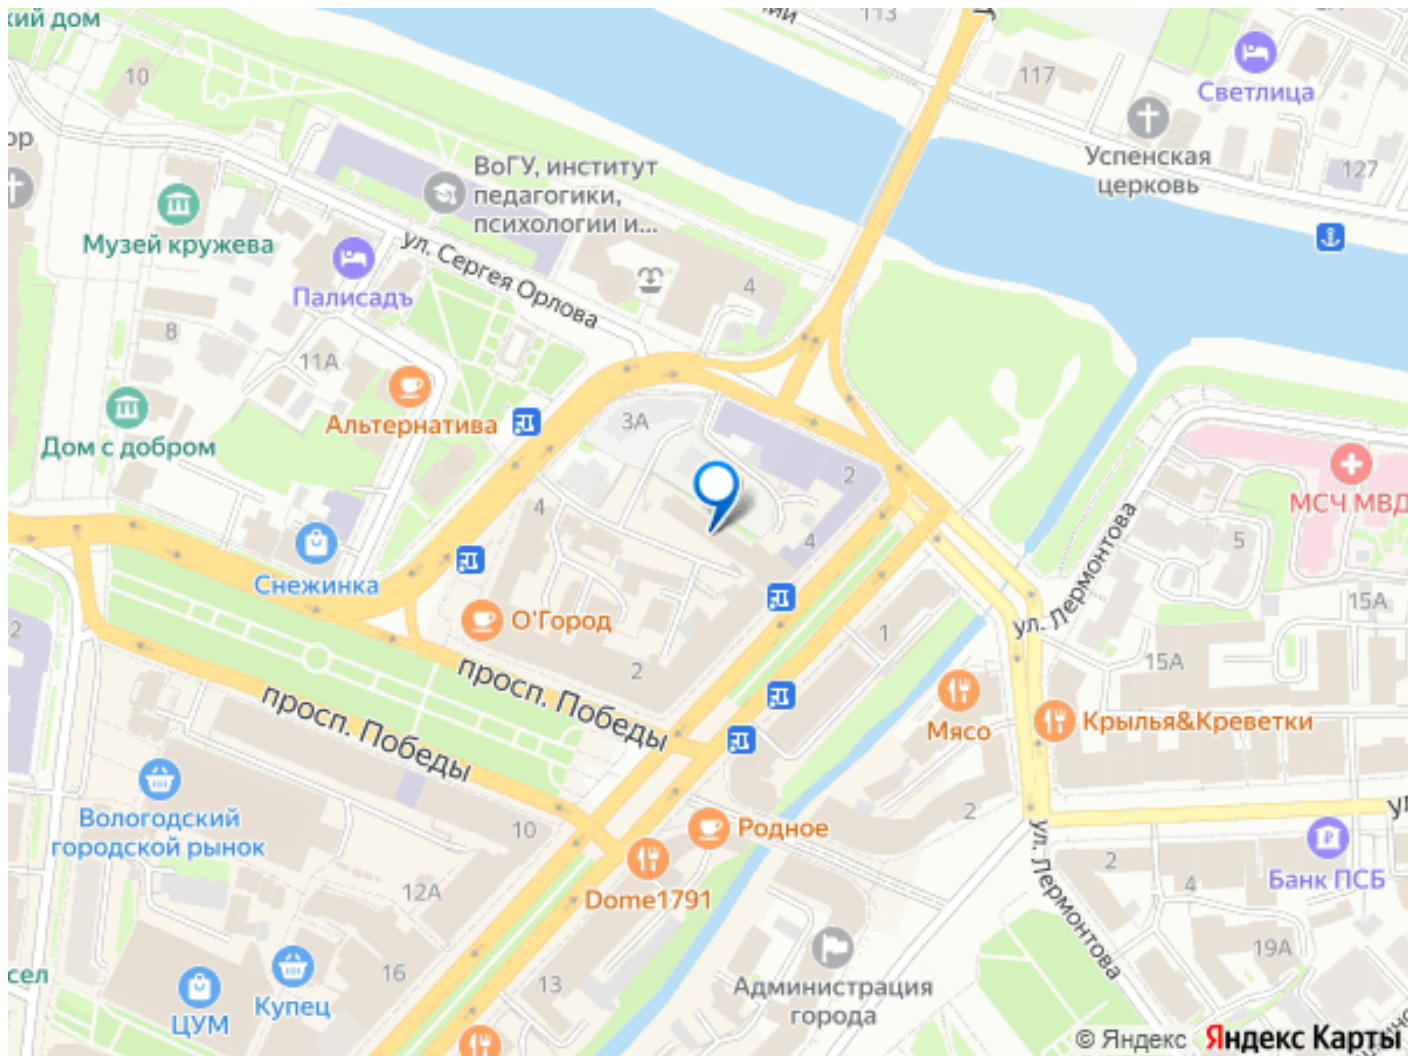 кий дом
113
10
117
Светлица
ор
ВоГУ, институт
педагогики,
психологии и...
Успенская
церковь
127
Музей кружева
ул. Сергея Орлова
Палисадъ
4
8
11А
Альтернатива
3А
Дом с добром
2
МСЧ МВД
4
4
5
Снежинка
ул. Лермонтова
15А
О'Город
2
1
2
15А
просп. Победы
просп. Победы
Мясо
Крылья&Креветки
Вологодский
городской рынок
10
Родное
2
ул
ул. Лермонтова
2
4
Банк ПСБ
12А
Dome1791
19А
сел
16
13
Купец
ЦУМ
Администрация
города
© Яндекс Яндекс Карты